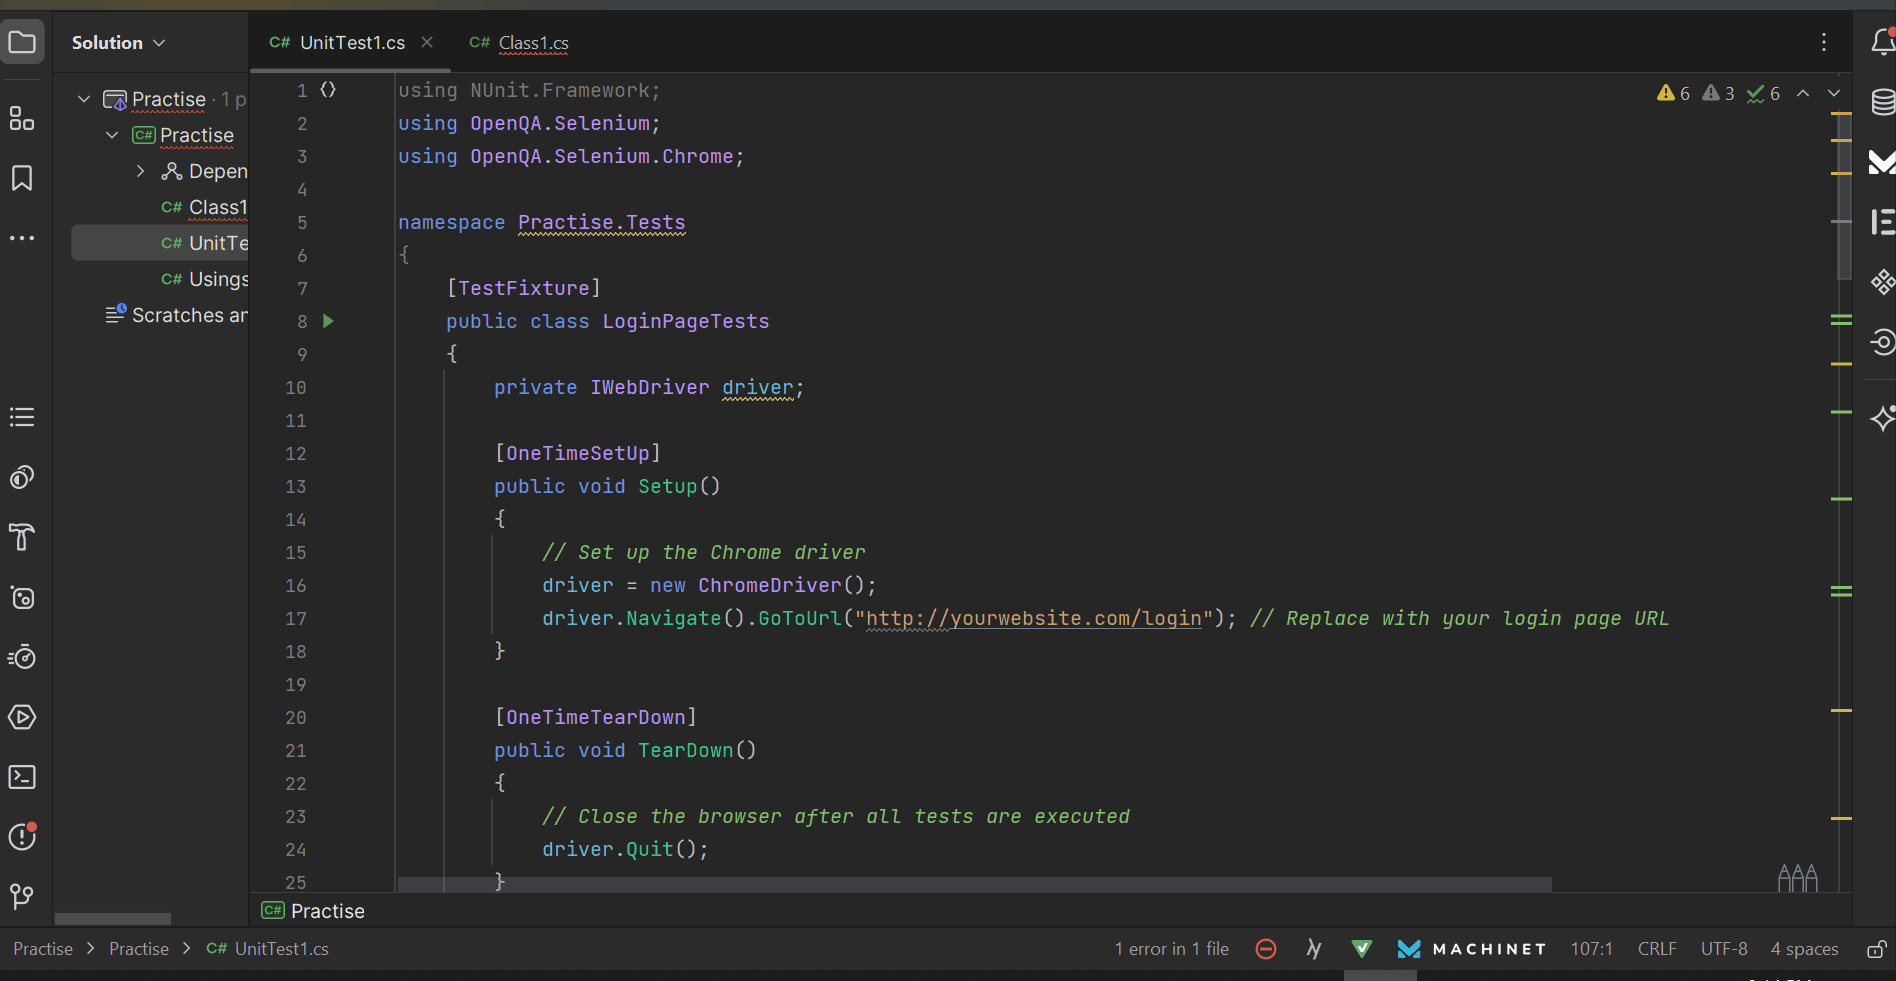 Solution
C# UnitTest1.cs
C# Class1.cs
Practise · 1 p
C# Practise
Depen
C# Class1
C# UnitTe
C# Usings
Scratches an
6 3 6
1 using NUnit.Framework;
2 using OpenQA.Selenium;
3 using OpenQA.Selenium.Chrome;
4
5 namespace Practise.Tests
6 {
7 [TestFixture]
8 public class LoginPageTests
9 {
10 private IWebDriver driver;
11
12 [OneTimeSetUp]
13 public void Setup()
14 {
15 // Set up the Chrome driver
16 driver = new ChromeDriver();
17 driver.Navigate().GoToUrl("http://yourwebsite.com/login"); // Replace with your login page URL
18 }
19
20 [OneTimeTearDown]
21 public void TearDown()
22 {
23 // Close the browser after all tests are executed
24 driver.Quit();
25 }
C# Practise
Practise > Practise > C# UnitTest1.cs
1 error in 1 file
MACHINET
107:1
CRLF
UTF-8
4 spaces